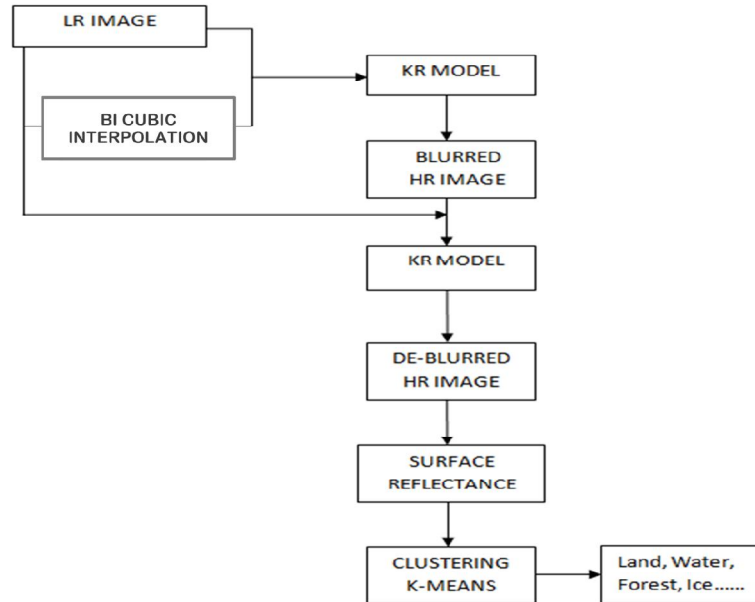 LR IMAGE
BI CUBIC
INTERPOLATION
KR MODEL
BLURRED
HR IMAGE
KR MODEL
DE-BLURRED
HR IMAGE
SURFACE
REFLECTANCE
CLUSTERING
K-MEANS
Land, Water,
Forest, Ice......